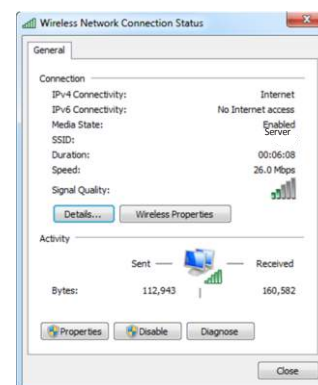 Wireless Network Connection Status
General
Connection
IPv4 Connectivity: Internet
IPv6 Connectivity: No Internet access
Media State: Enabled
SSID: Server
Duration: 00:06:08
Speed: 26.0 Mbps
Signal Quality:
Details... Wireless Properties
Activity
Sent Received
Bytes: 112,943 160,582
Properties Disable Diagnose
Close